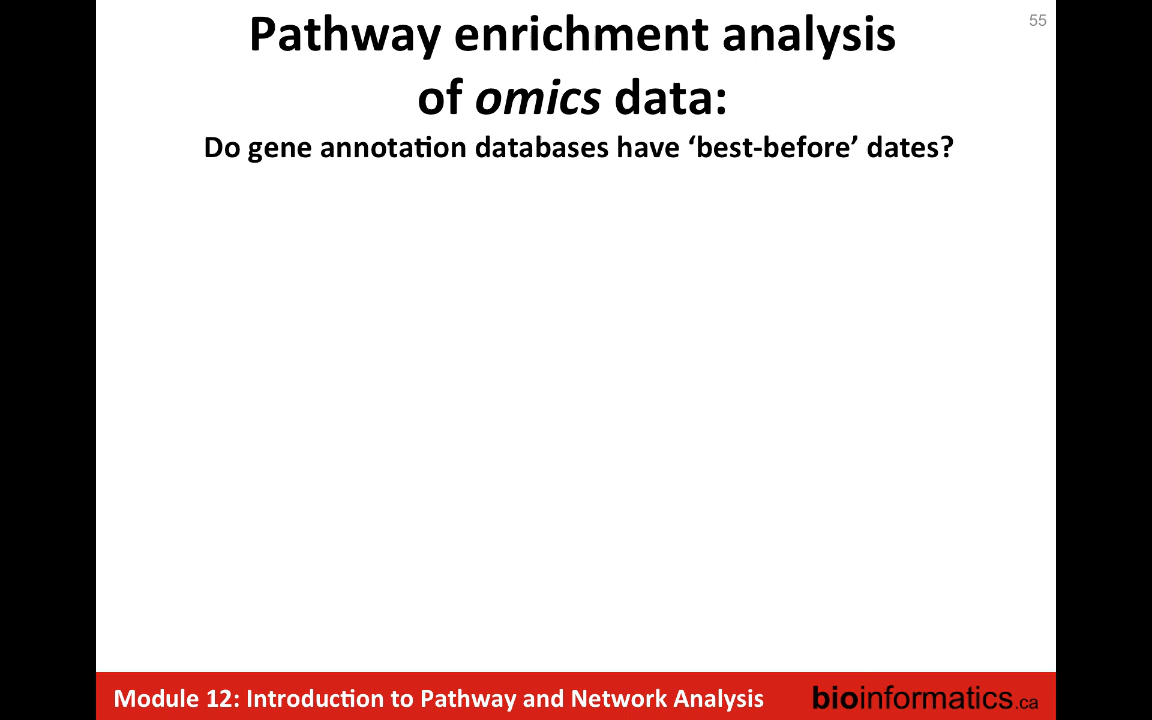 55
Pathway enrichment analysis
of omics data:
Do gene annotation databases have ‘best-before’ dates?
Module 12: Introduction to Pathway and Network Analysis
bioinformatics.ca